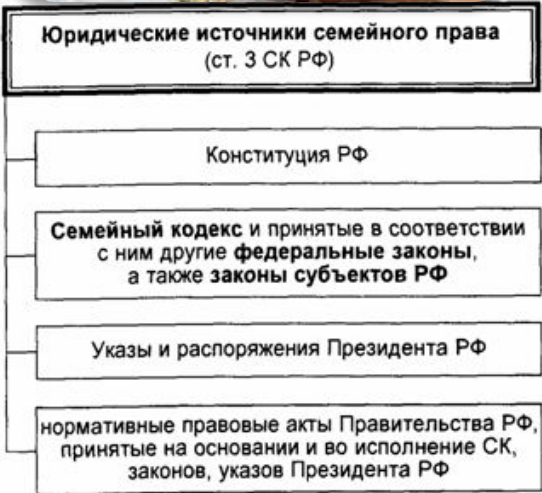 Юридические источники семейного права
(ст. 3 СК РФ)
Конституция РФ
Семейный кодекс и принятые в соответствии
с ним другие федеральные законы,
а также законы субъектов РФ
Указы и распоряжения Президента РФ
нормативные правовые акты Правительства РФ,
принятые на основании и во исполнение СК,
законов, указов Президента РФ